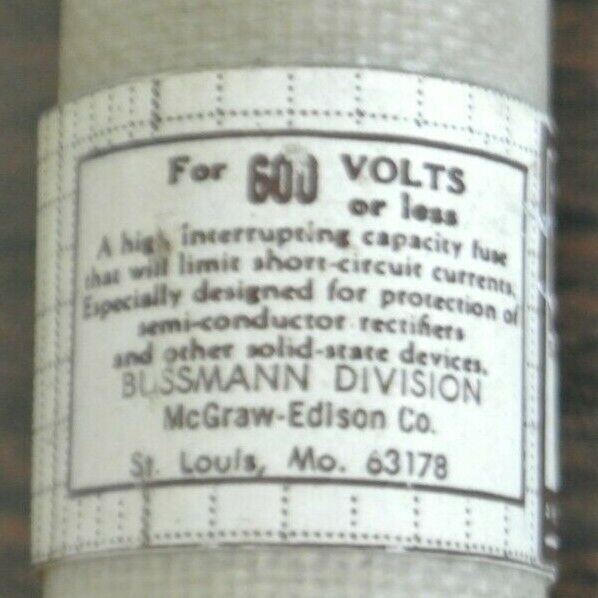 For 600 VOLTS
or less
A high interrupting capacity fuse
that will limit short-circuit currents.
Especially designed for protection of
semi-conductor rectifiers
and other solid-state devices.
BUSSMANN DIVISION
McGraw-Edison Co.
St. Louis, Mo. 63178